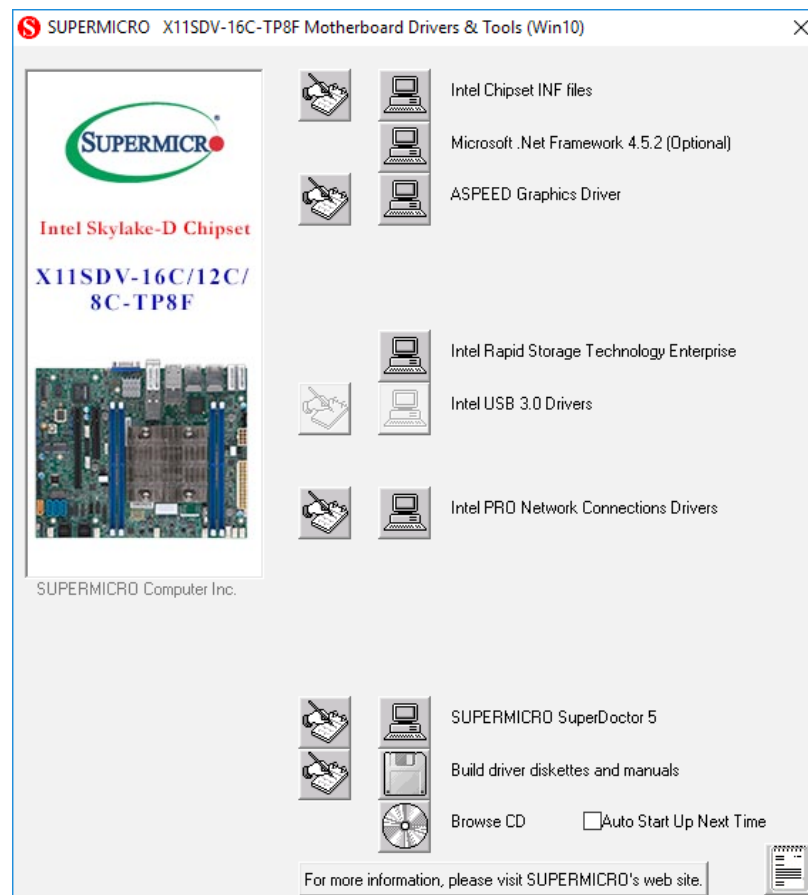 SUPERMICRO X11SDV-16C-TP8F Motherboard Drivers & Tools (Win10)
SUPERMICRO
Intel Skylake-D Chipset
X11SDV-16C/12C/
8C-TP8F
SUPERMICRO Computer Inc.
Intel Chipset INF files
Microsoft .Net Framework 4.5.2 (Optional)
ASPEED Graphics Driver
Intel Rapid Storage Technology Enterprise
Intel USB 3.0 Drivers
Intel PRO Network Connections Drivers
SUPERMICRO SuperDoctor 5
Build driver diskettes and manuals
Browse CD
Auto Start Up Next Time
For more information, please visit SUPERMICRO's web site.